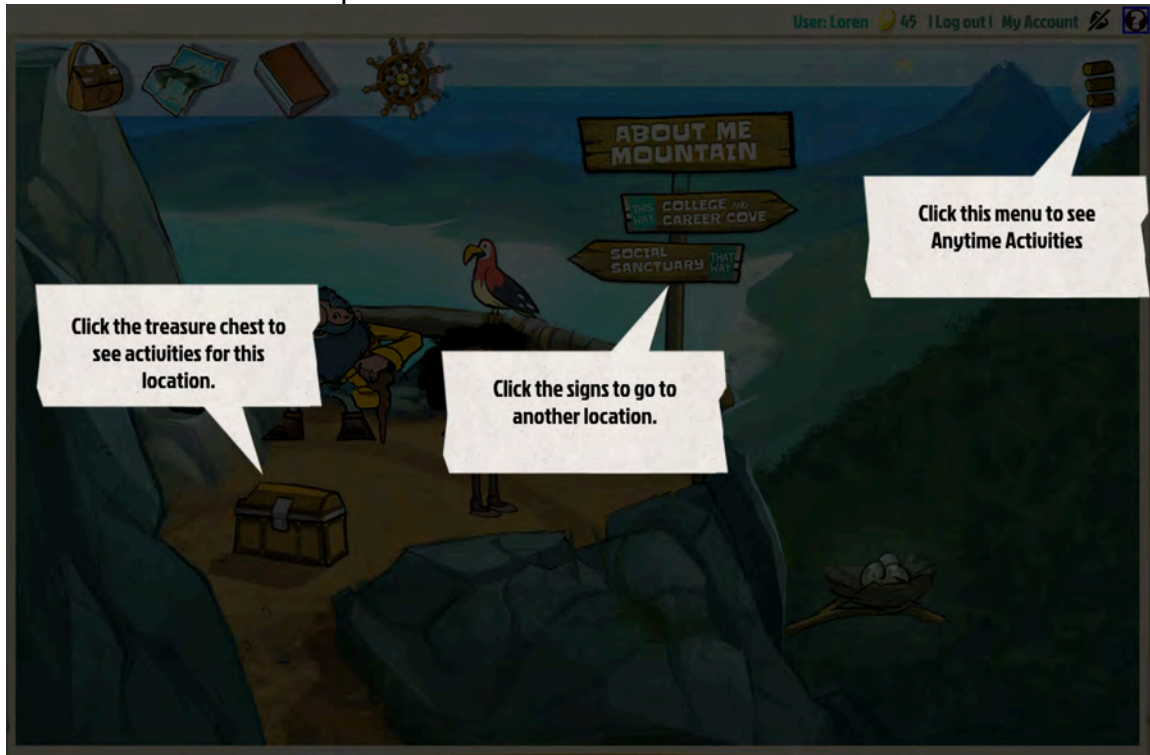 User: Loren 45 | Log out | My Account
ABOUT ME
MOUNTAIN
THIS WAY COLLEGE AND
CAREER COVE
SOCIAL
SANCTUARY THAT WAY
Click this menu to see
Anytime Activities
Click the treasure chest to
see activities for this
location.
Click the signs to go to
another location.